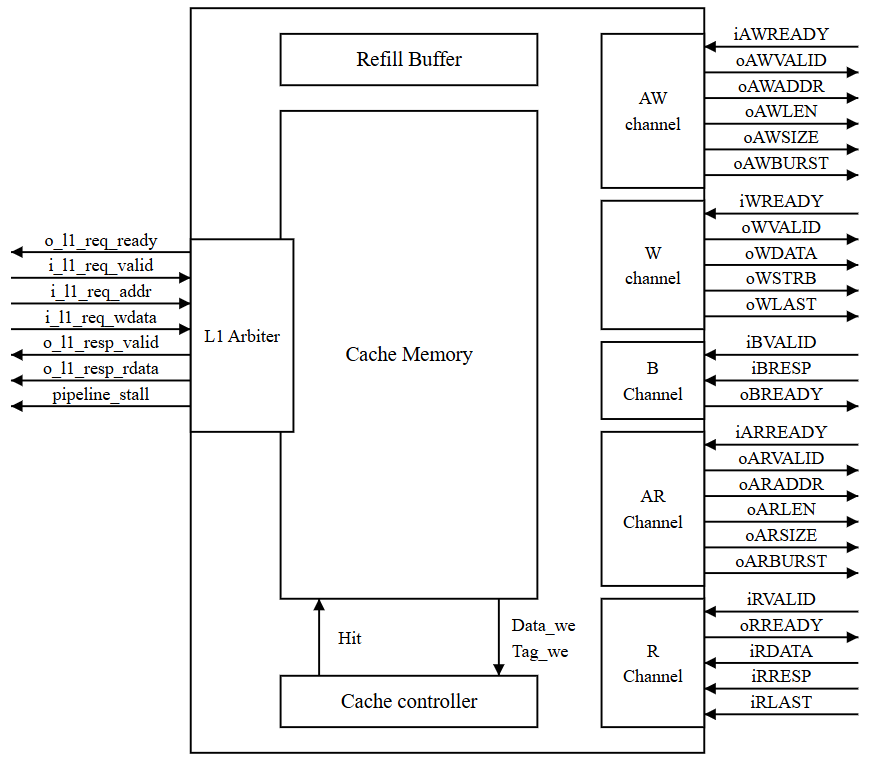 Refill Buffer
Cache Memory
L1 Arbiter
o_l1_req_ready
i_l1_req_valid
i_l1_req_addr
i_l1_req_wdata
o_l1_resp_valid
o_l1_resp_rdata
pipeline_stall
Hit
Data_we
Tag_we
Cache controller
AW
channel
iAWREADY
oAWVALID
oAWADDR
oAWLEN
oAWSIZE
oAWBURST
W
channel
iWREADY
oWVALID
oWDATA
oWSTRB
oWLAST
B
Channel
iBVALID
iBRESP
oBREADY
AR
Channel
iARREADY
oARVALID
oARADDR
oARLEN
oARSIZE
oARBURST
R
Channel
iRVALID
oRREADY
iRDATA
iRRESP
iRLAST